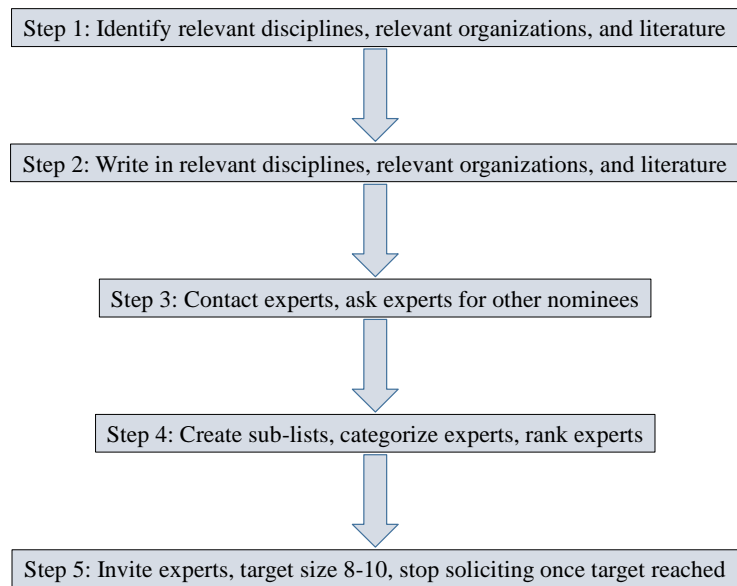 Step 1: Identify relevant disciplines, relevant organizations, and literature
Step 2: Write in relevant disciplines, relevant organizations, and literature
Step 3: Contact experts, ask experts for other nominees
Step 4: Create sub-lists, categorize experts, rank experts
Step 5: Invite experts, target size 8-10, stop soliciting once target reached